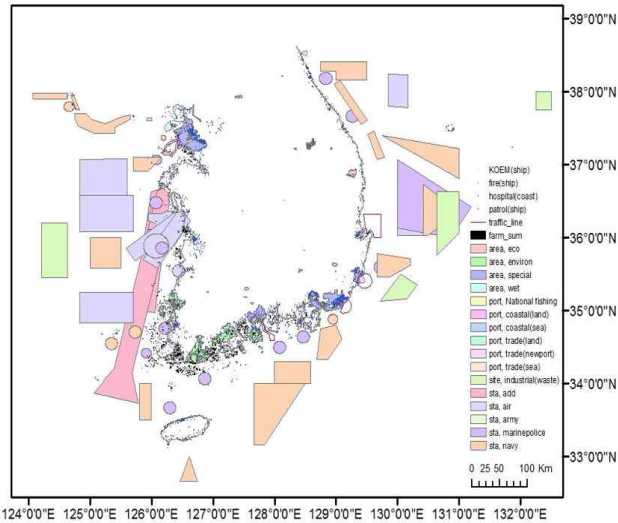 39°0'0"N
38°0'0"N
37°0'0"N
36°0'0"N
35°0'0"N
34°0'0"N
33°0'0"N
KOEM(ship)
fire(ship)
hospital(coast)
patrol(ship)
traffic_line
farm_sum
area, eco
area, environ
area, special
area, wet
port, National fishing
port, coastal(land)
port, coastal(sea)
port, trade(land)
port, trade(newport)
port, trade(sea)
site, industrial(waste)
sta, add
sta, air
sta, army
sta, marinepolice
sta, navy
0 25 50 100 Km
124°0'0"E 125°0'0"E 126°0'0"E 127°0'0"E 128°0'0"E 129°0'0"E 130°0'0"E 131°0'0"E 132°0'0"E